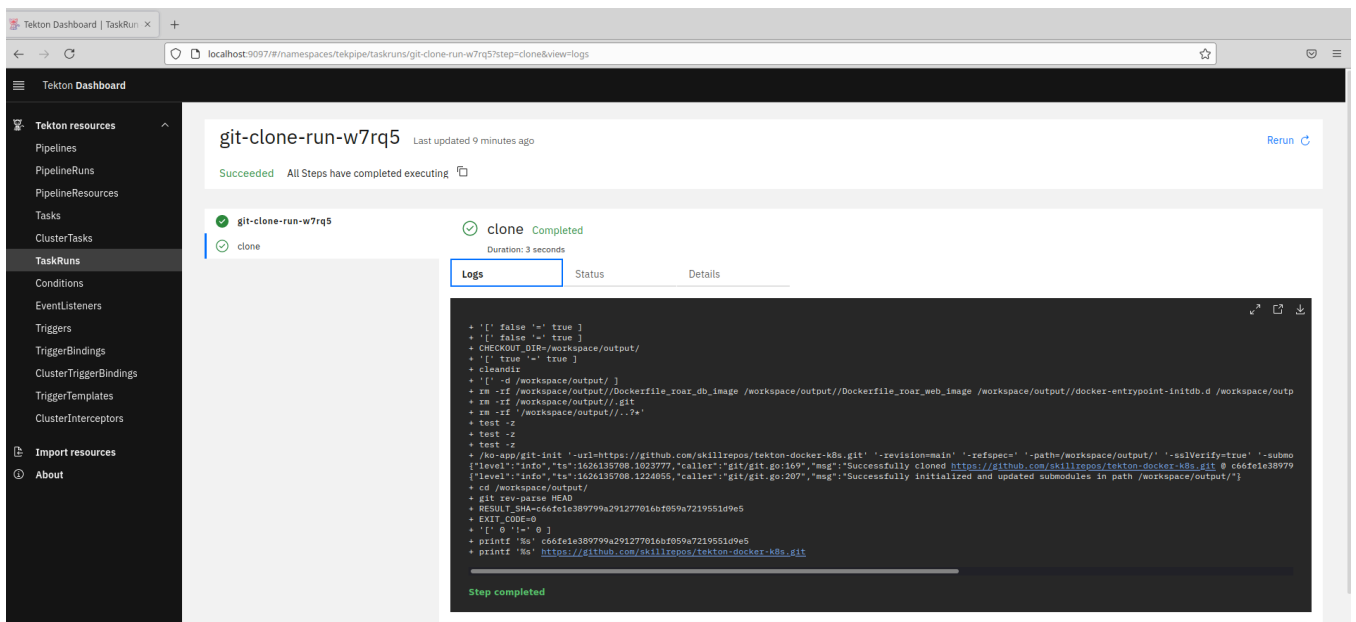 Tekton Dashboard | TaskRun
localhost:9097/#/namespaces/tekpipe/taskruns/git-clone-run-w7rq5?step=clone&view=logs
Tekton Dashboard
Tekton resources
Pipelines
PipelineRuns
PipelineResources
Tasks
ClusterTasks
TaskRuns
Conditions
EventListeners
Triggers
TriggerBindings
ClusterTriggerBindings
TriggerTemplates
ClusterInterceptors
Import resources
About
git-clone-run-w7rq5 Last updated 9 minutes ago
Rerun
Succeeded All Steps have completed executing
git-clone-run-w7rq5
clone
clone Completed
Duration: 3 seconds
Logs Status Details
+ '[' false '=' true ]
+ '[' false '=' true ]
+ CHECKOUT_DIR=/workspace/output/
+ '[' true '=' true ]
+ cleandir
+ '[' -d /workspace/output/ ]
+ rm -rf /workspace/output//Dockerfile_roar_db_image /workspace/output//Dockerfile_roar_web_image /workspace/output//docker-entrypoint-initdb.d /workspace/outp
+ rm -rf /workspace/output//.git
+ rm -rf '/workspace/output//..?*'
+ test -z
+ test -z
+ test -z
+ /ko-app/git-init '-url=https://github.com/skillrepos/tekton-docker-k8s.git' '-revision=main' '-refspec=' '-path=/workspace/output/' '-sslVerify=true' '-submo
{"level":"info","ts":1626135708.1023777,"caller":"git/git.go:169","msg":"Successfully cloned https://github.com/skillrepos/tekton-docker-k8s.git @ c66fe1e38979
{"level":"info","ts":1626135708.1224055,"caller":"git/git.go:207","msg":"Successfully initialized and updated submodules in path /workspace/output/"}
+ cd /workspace/output/
+ git rev-parse HEAD
+ RESULT_SHA=c66fe1e389799a291277016bf059a7219551d9e5
+ EXIT_CODE=0
+ '[' 0 '!=' 0 ]
+ printf '%s' c66fe1e389799a291277016bf059a7219551d9e5
+ printf '%s' https://github.com/skillrepos/tekton-docker-k8s.git
Step completed